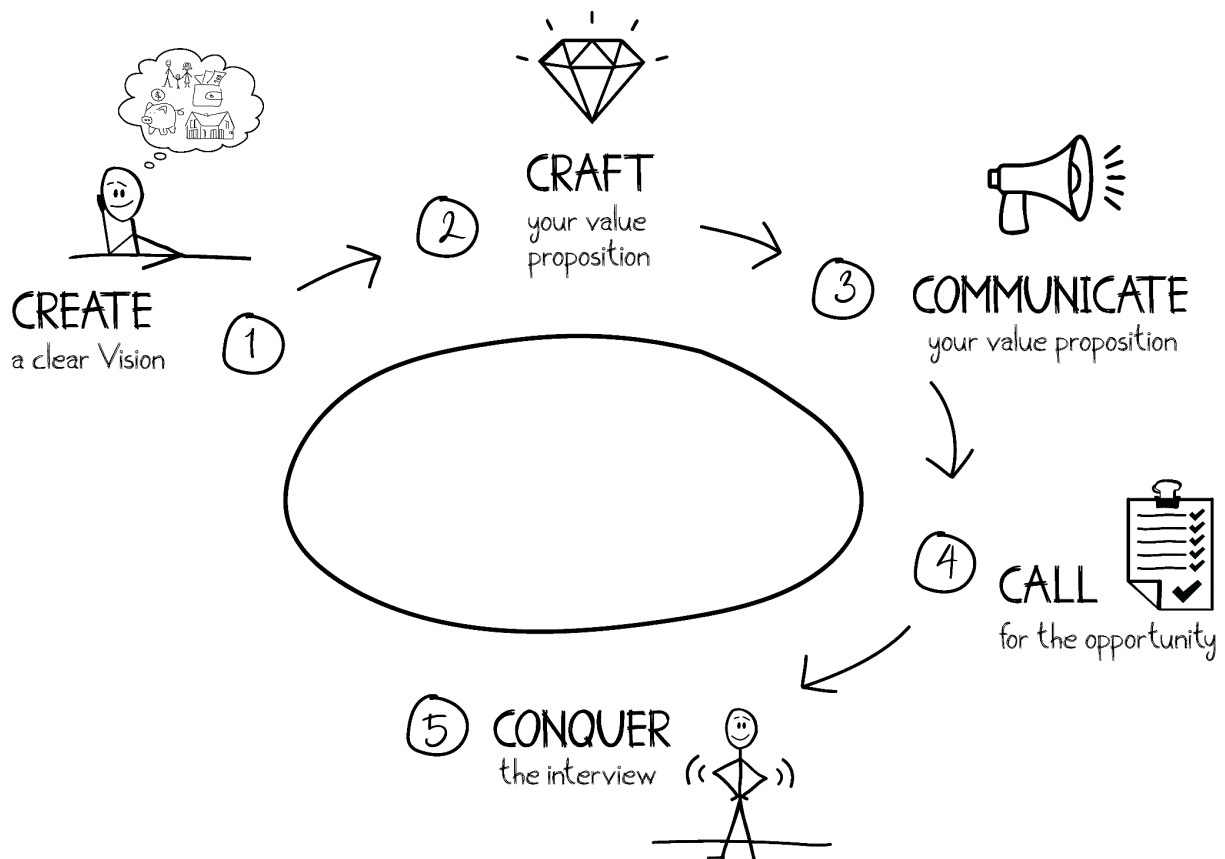 CREATE
a clear Vision
1
2
CRAFT
your value
proposition
3
COMMUNICATE
your value proposition
4
CALL
for the opportunity
5
CONQUER
the interview
$